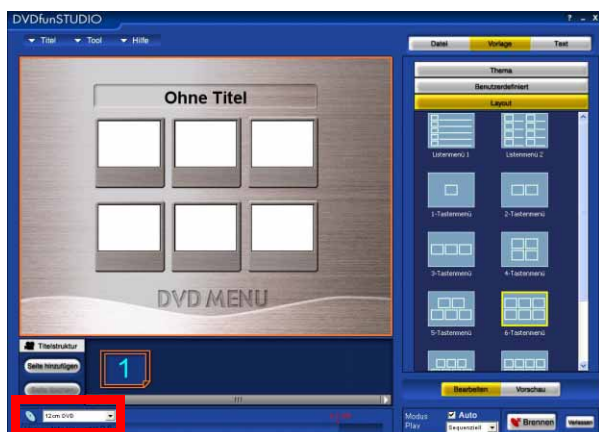 DVDfunSTUDIO
? - X
Titel Tool Hilfe
Datei Vorlage Text
Thema
Benutzerdefiniert
Layout
Listenmenü 1 Listenmenü 2
1-Tastenmenü 2-Tastenmenü
3-Tastenmenü 4-Tastenmenü
5-Tastenmenü 6-Tastenmenü
Ohne Titel
DVD MENU
Titelstruktur
Seite hinzufügen
1
Bearbeiten Vorschau
12cm DVD
Modus Auto
Play Sequenziell
Brennen Verlassen